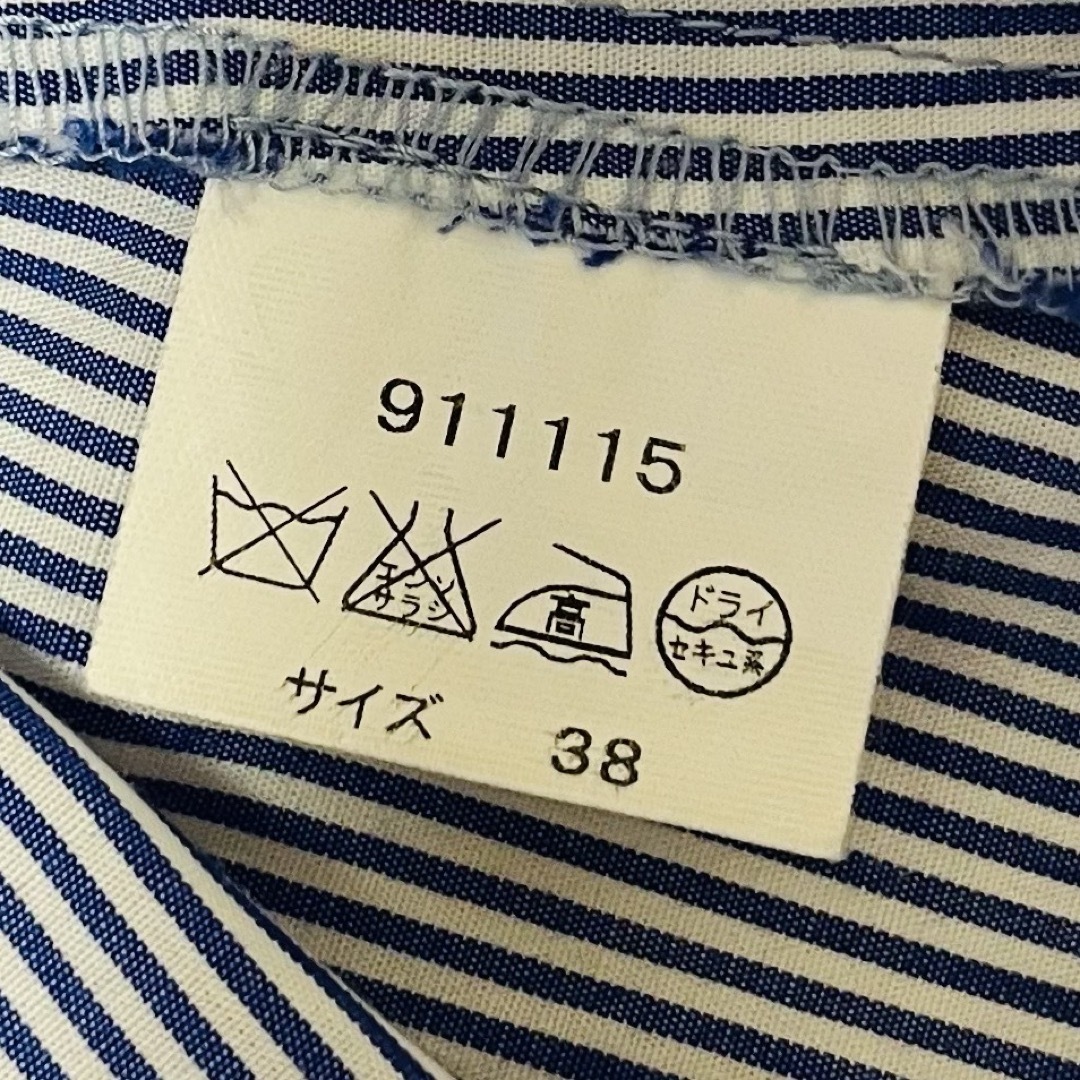 911115
エンソ
サラシ
高
ドライ
セキユ系
サイズ 38